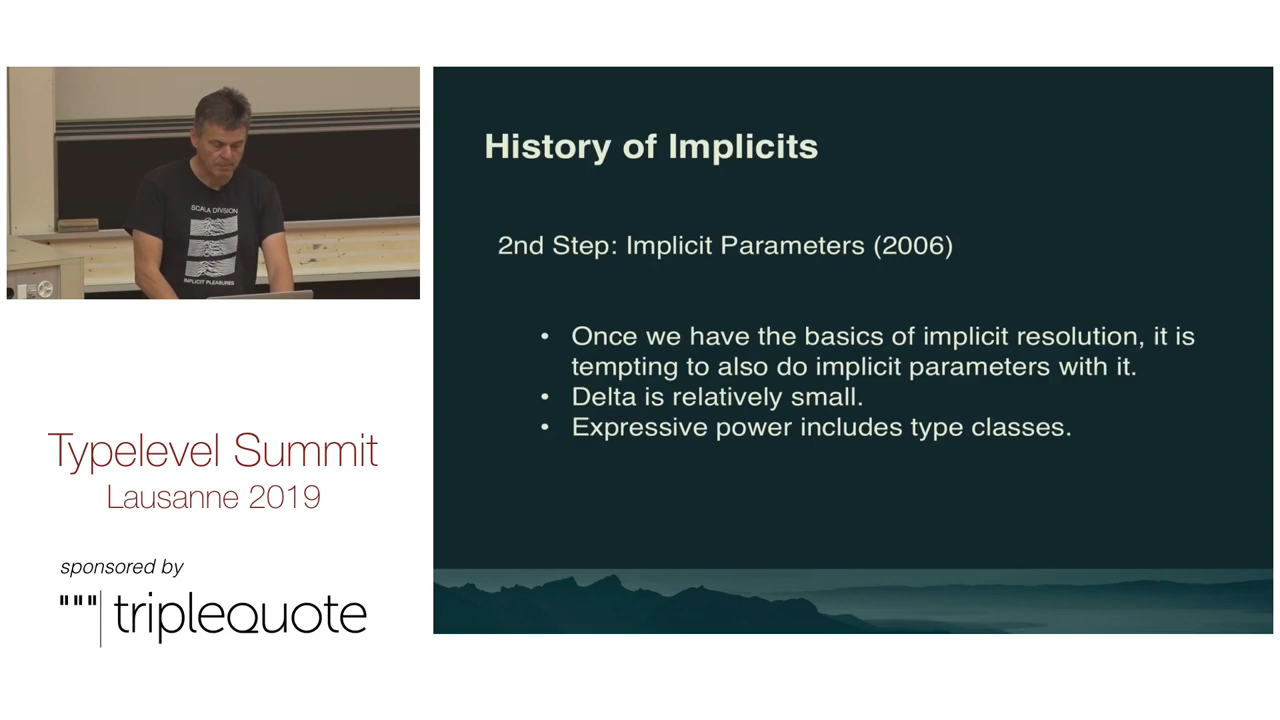 SCALA DIVISION
IMPLICIT PLEASURES
History of Implicits
2nd Step: Implicit Parameters (2006)
• Once we have the basics of implicit resolution, it is
tempting to also do implicit parameters with it.
• Delta is relatively small.
• Expressive power includes type classes.
Typelevel Summit
Lausanne 2019
sponsored by
"""|triplequote